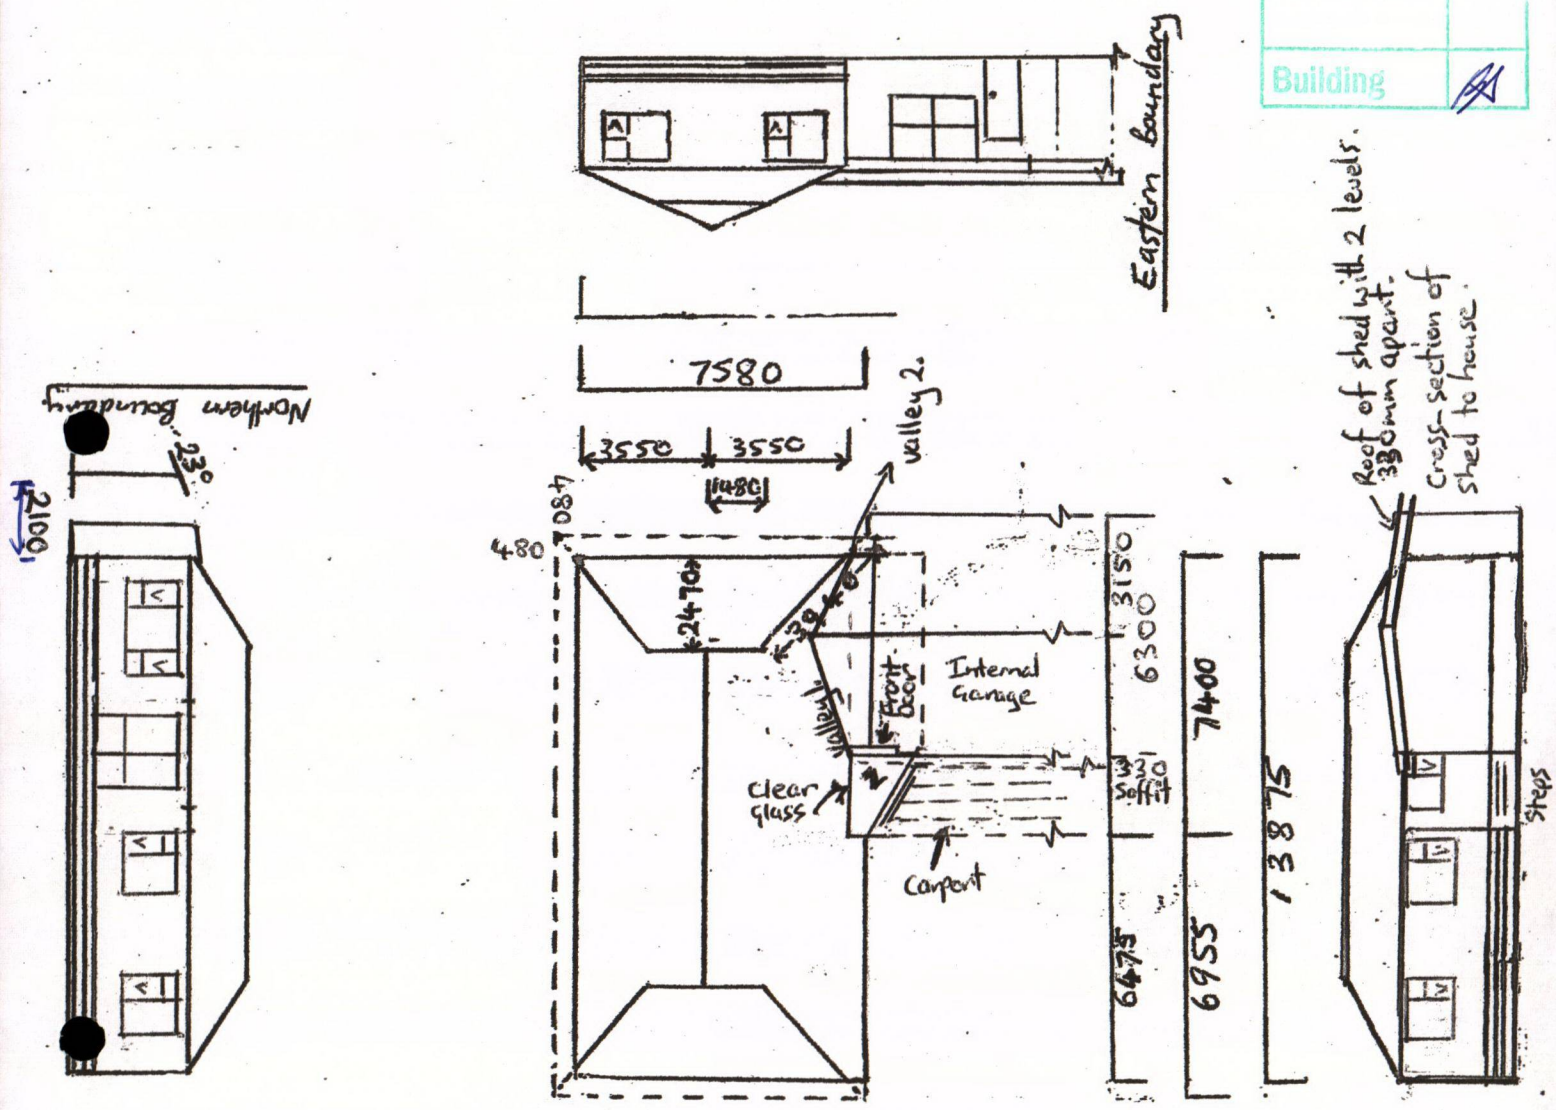 Building
Eastern boundary
Roof of shed with 2 levels.
330mm apart.
Cross-section of
shed to house.
Northern Boundary.
23°
2100
7580
3550
3550
1480
valley 2.
480
480
2470
valley 1
Front
Door
Internal
Garage
Clear
glass
Carport
3150
6300
330
Soffit
7400
13875
6475
6955
Steps